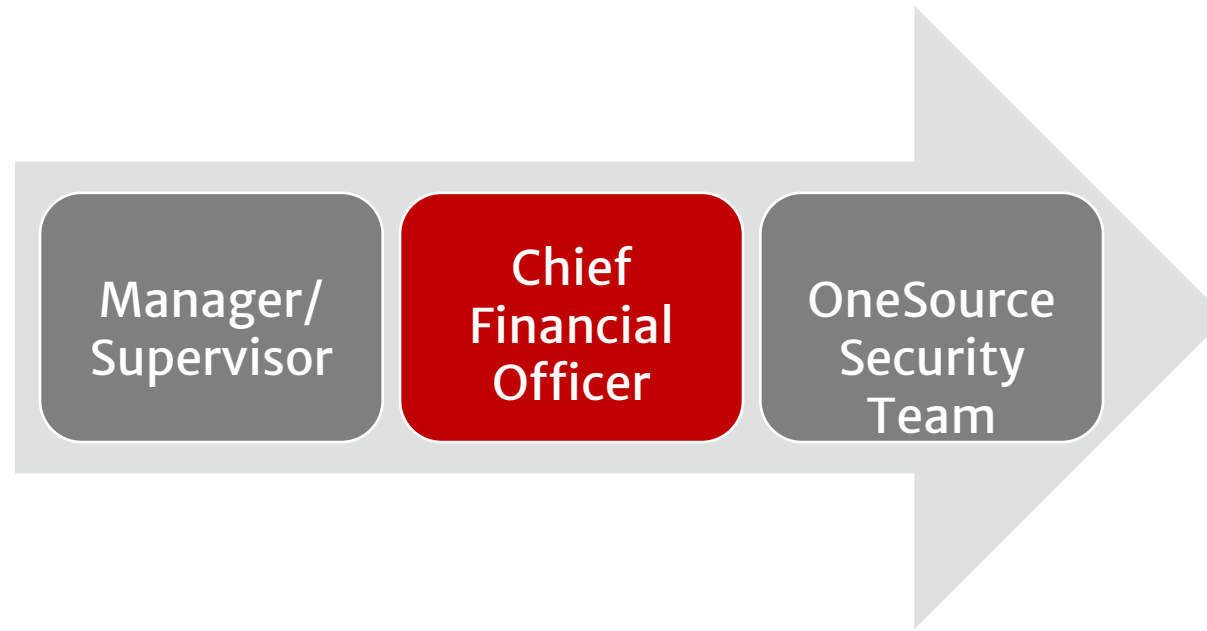 Manager/
Supervisor
Chief
Financial
Officer
OneSource
Security
Team